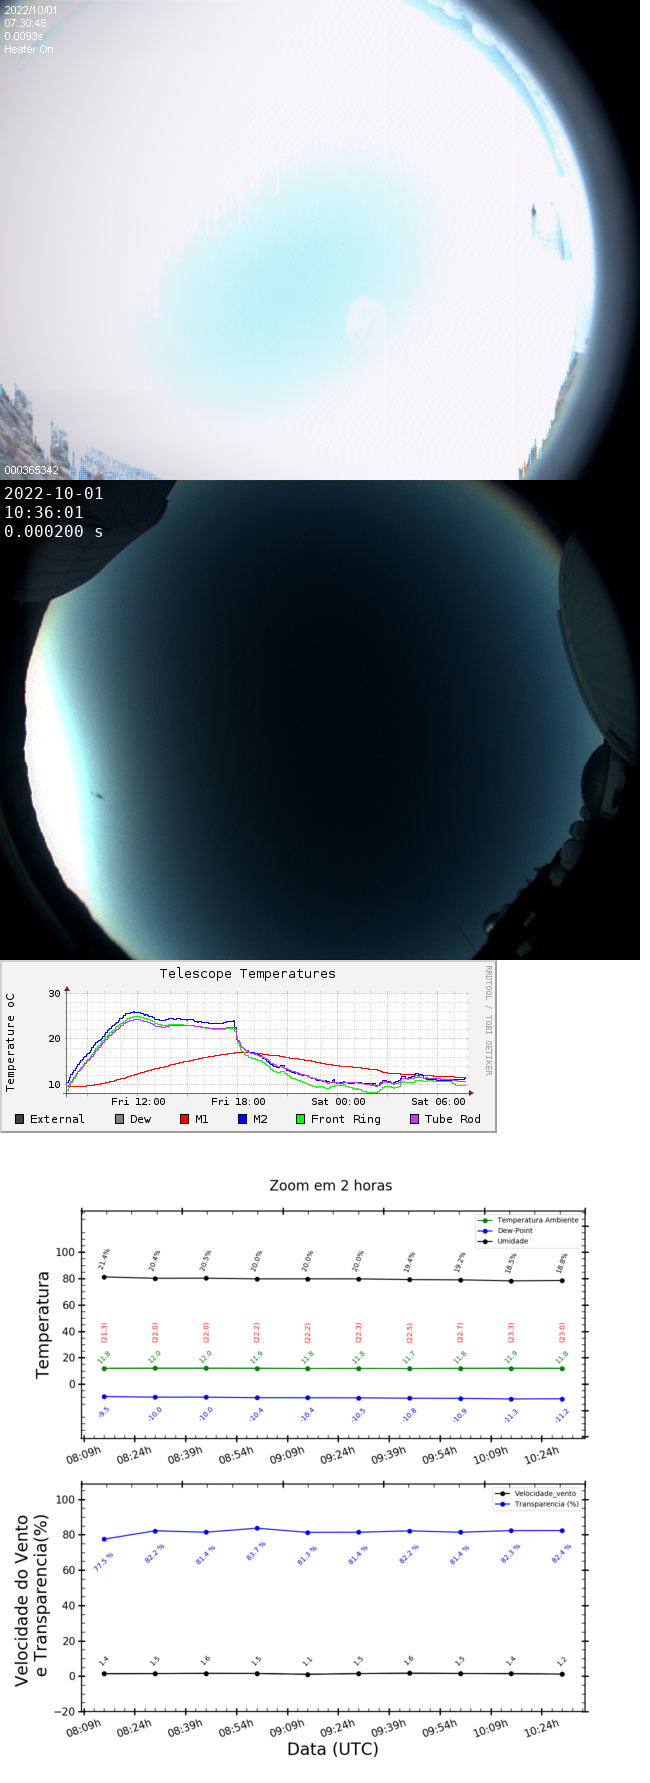 2022/10/01
07:30:48
0.0093s
Heater On
000365342
2022-10-01
10:36:01
0.000200 s
Telescope Temperatures
RRDTOOL / TOBI OETIKER
Temperature oC
30
20
10
Fri 12:00 Fri 18:00 Sat 00:00 Sat 06:00
External Dew M1 M2 Front Ring Tube Rod
Zoom em 2 horas
Temperatura Ambiente
Dew-Point
Umidade
Temperatura
100
80
60
40
20
0
21.4% 20.4% 20.5% 20.0% 20.0% 20.0% 19.4% 19.2% 18.5% 18.8%
(21.3) (22.0) (22.0) (22.2) (22.2) (22.3) (22.5) (22.7) (23.3) (23.0)
11.8 12.0 12.0 11.9 11.8 11.8 11.7 11.8 11.9 11.8
-9.5 -10.0 -10.0 -10.4 -10.4 -10.5 -10.8 -10.9 -11.3 -11.2
08:09h 08:24h 08:39h 08:54h 09:09h 09:24h 09:39h 09:54h 10:09h 10:24h
Velocidade_vento
Transparencia (%)
Velocidade do Vento
e Transparencia(%)
100
80
60
40
20
0
−20
77.5 % 82.2 % 81.4 % 83.7 % 81.3 % 81.4 % 82.2 % 81.4 % 82.3 % 82.4 %
1.4 1.5 1.6 1.5 1.1 1.5 1.6 1.5 1.4 1.2
08:09h 08:24h 08:39h 08:54h 09:09h 09:24h 09:39h 09:54h 10:09h 10:24h
Data (UTC)